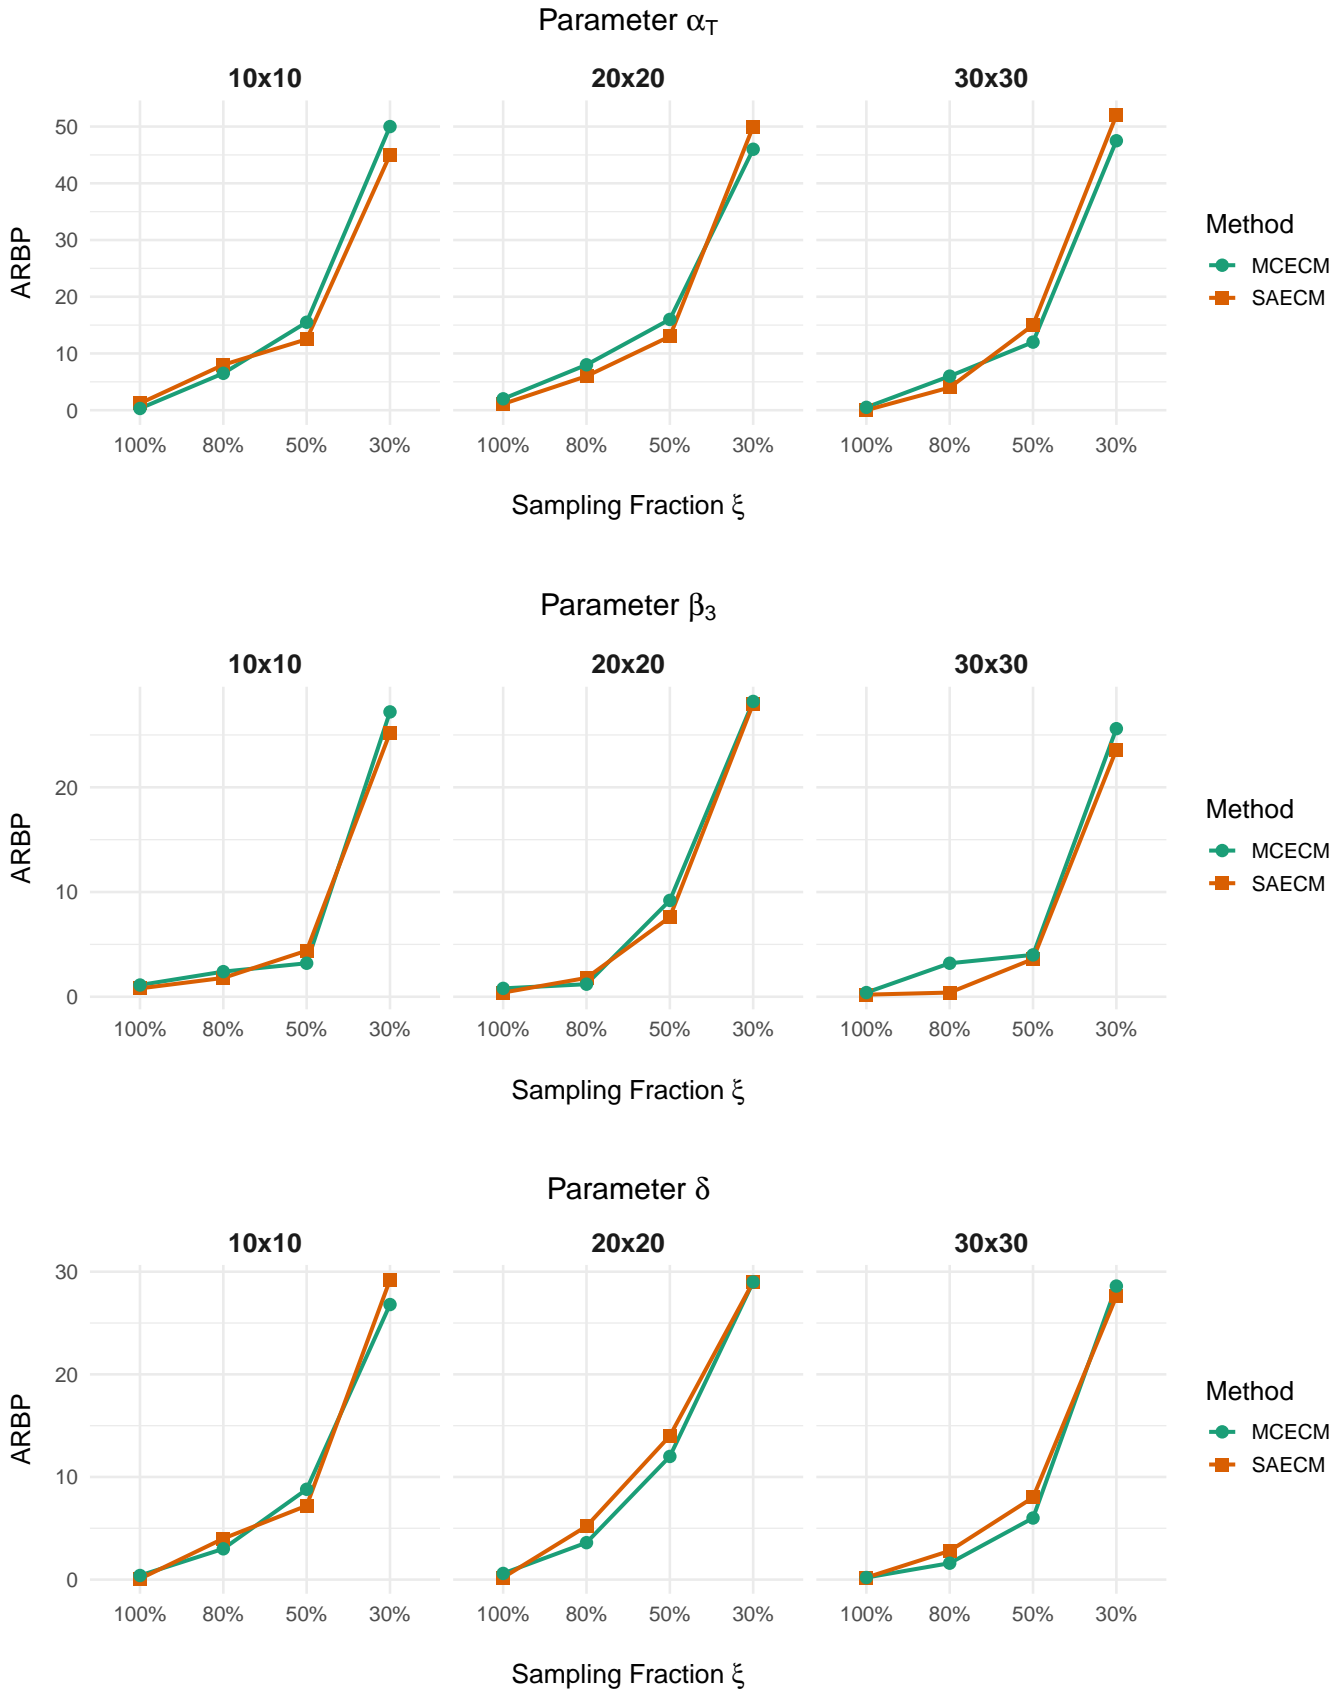 Parameter α_T
10x10 20x20 30x30
ARBP
50
40
30
20
10
0
100% 80% 50% 30% 100% 80% 50% 30% 100% 80% 50% 30%
Sampling Fraction ξ
Method
MCECM
SAECM
Parameter β_3
10x10 20x20 30x30
ARBP
20
10
0
100% 80% 50% 30% 100% 80% 50% 30% 100% 80% 50% 30%
Sampling Fraction ξ
Method
MCECM
SAECM
Parameter δ
10x10 20x20 30x30
ARBP
30
20
10
0
100% 80% 50% 30% 100% 80% 50% 30% 100% 80% 50% 30%
Sampling Fraction ξ
Method
MCECM
SAECM